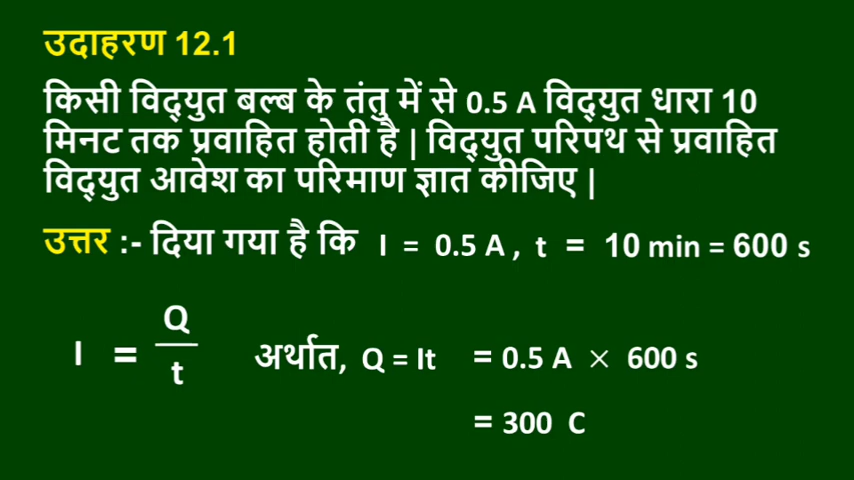 उदाहरण 12.1
किसी विद्युत बल्ब के तंतु में से 0.5 A विद्युत धारा 10
मिनट तक प्रवाहित होती है | विद्युत परिपथ से प्रवाहित
विद्युत आवेश का परिमाण ज्ञात कीजिए |
उत्तर :- दिया गया है कि I = 0.5 A , t = 10 min = 600 s
I = Q / t अर्थात, Q = It = 0.5 A × 600 s
= 300 C